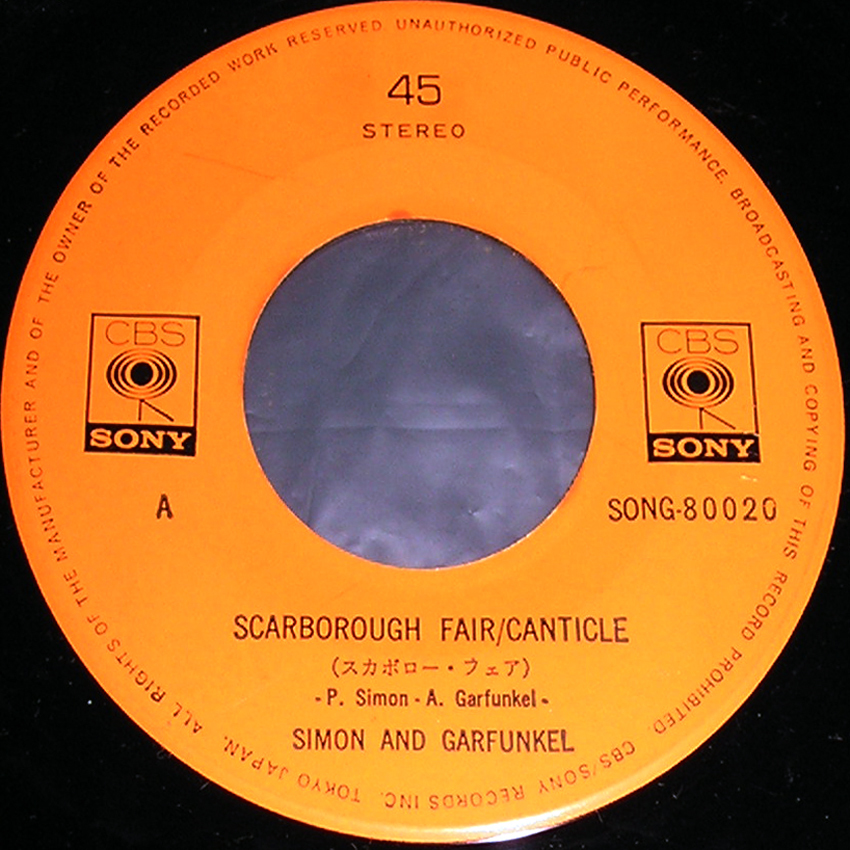 45
STEREO
CBS
SONY
CBS
SONY
A
SONG-80020
SCARBOROUGH FAIR/CANTICLE
(スカボロー・フェア)
-P. Simon - A. Garfunkel-
SIMON AND GARFUNKEL
ALL RIGHTS OF THE MANUFACTURER AND OF THE OWNER OF THE RECORDED WORK RESERVED. UNAUTHORIZED PUBLIC PERFORMANCE. BROADCASTING AND COPYING OF THIS RECORD PROHIBITED. CBS/SONY RECORDS INC. TOKYO JAPAN.